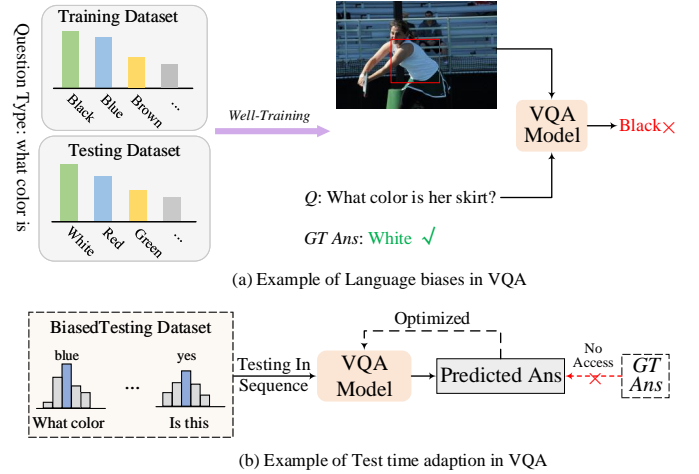 Question Type: what color is
Training Dataset
Black
Blue
Brown
...
Testing Dataset
White
Red
Green
...
Well-Training
VQA
Model
Black×
Q: What color is her skirt?
GT Ans: White √
(a) Example of Language biases in VQA
BiasedTesting Dataset
blue
yes
...
What color
Is this
Testing In
Sequence
Optimized
VQA
Model
Predicted Ans
No
Access
GT
Ans
(b) Example of Test time adaption in VQA